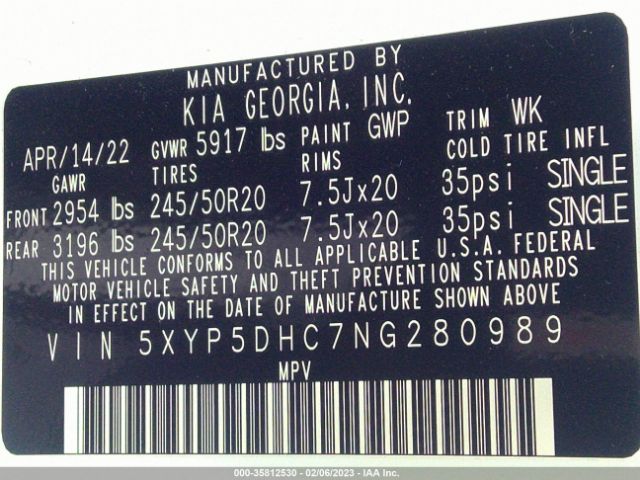 MANUFACTURED BY
KIA GEORGIA, INC.
APR/14/22 GVWR 5917 lbs PAINT GWP TRIM WK
GAWR TIRES RIMS COLD TIRE INFL
FRONT 2954 lbs 245/50R20 7.5Jx20 35psi SINGLE
REAR 3196 lbs 245/50R20 7.5Jx20 35psi SINGLE
THIS VEHICLE CONFORMS TO ALL APPLICABLE U.S.A. FEDERAL
MOTOR VEHICLE SAFETY AND THEFT PREVENTION STANDARDS
IN EFFECT ON THE DATE OF MANUFACTURE SHOWN ABOVE
VIN 5XYP5DHC7NG280989
MPV
000-35812530 - 02/06/2023 - IAA Inc.